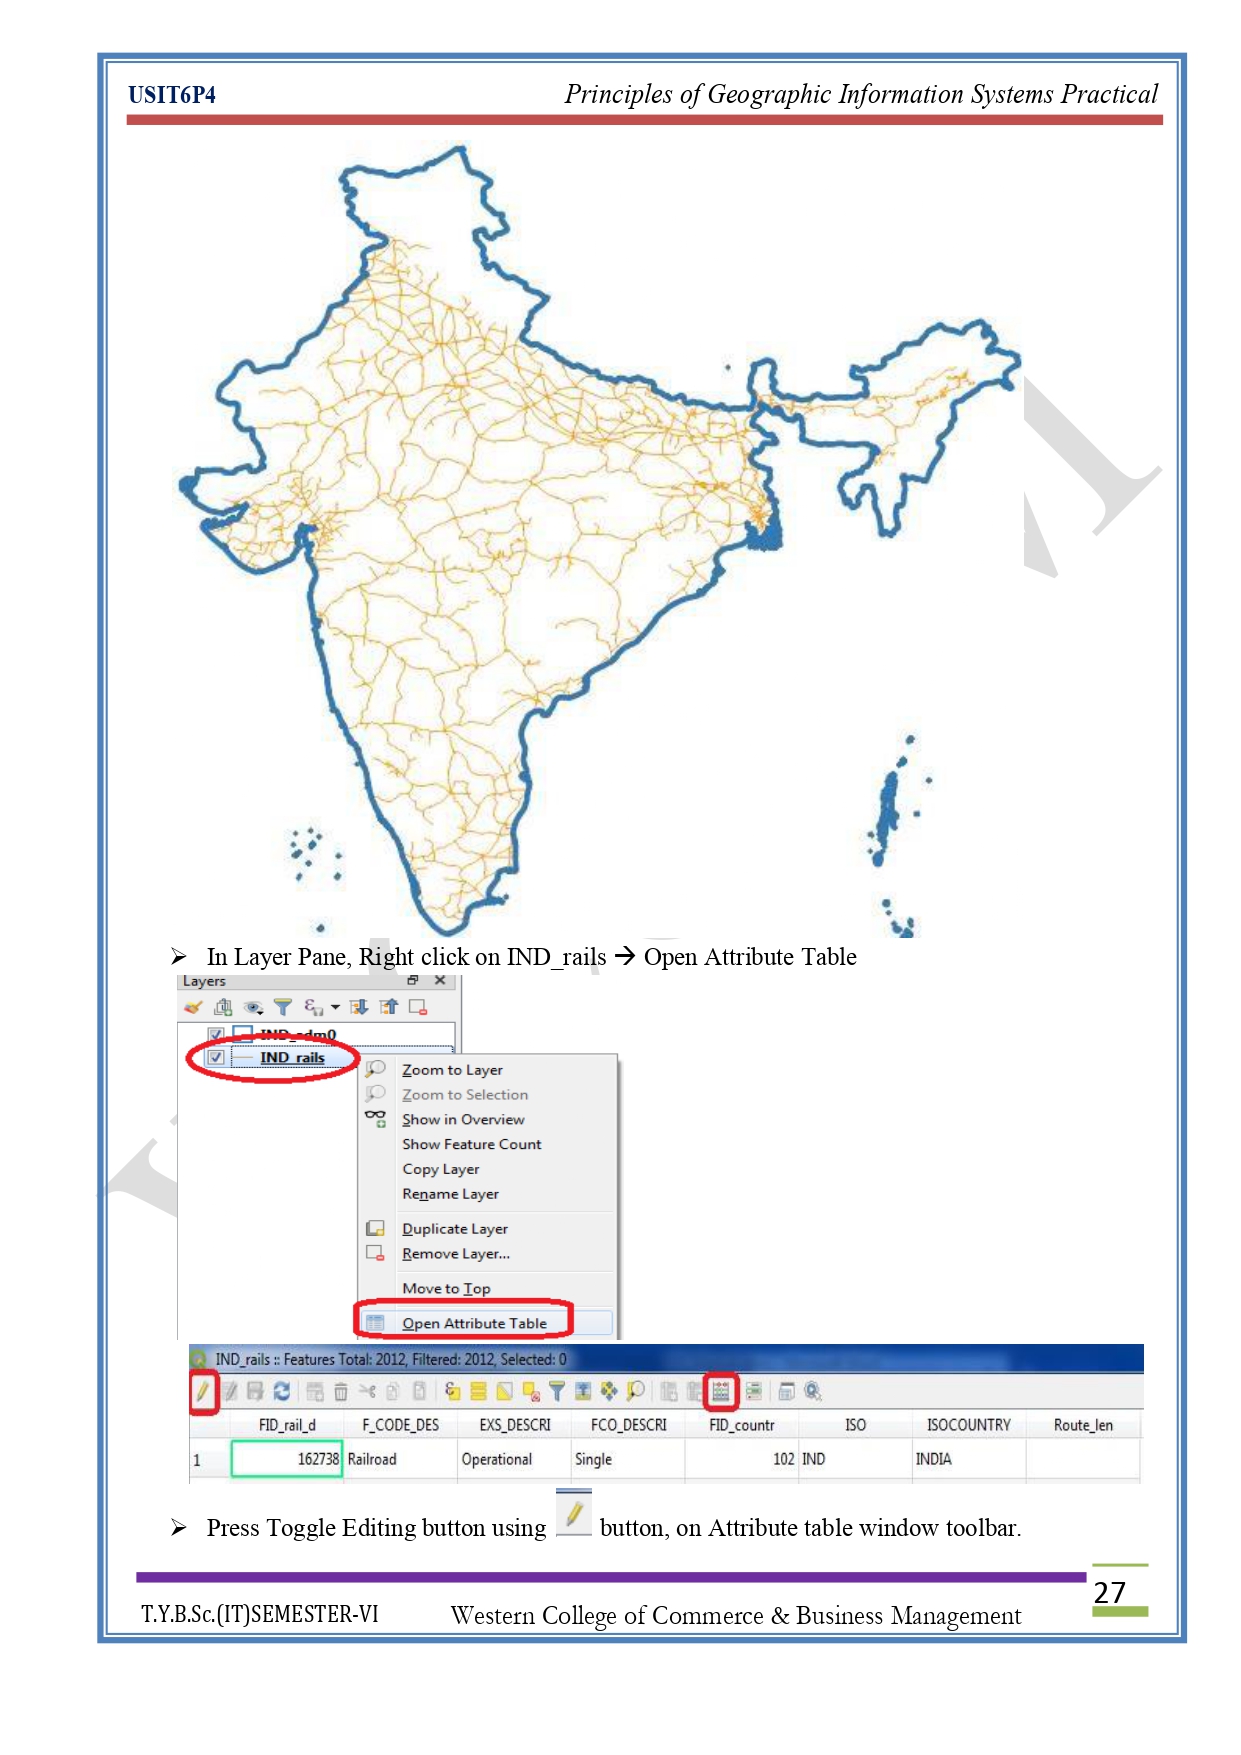 USIT6P4 Principles of Geographic Information Systems Practical
➢ In Layer Pane, Right click on IND_rails → Open Attribute Table
Layers
IND_adm0
IND_rails
Zoom to Layer
Zoom to Selection
Show in Overview
Show Feature Count
Copy Layer
Rename Layer
Duplicate Layer
Remove Layer...
Move to Top
Open Attribute Table
IND_rails :: Features Total: 2012, Filtered: 2012, Selected: 0
FID_rail_d F_CODE_DES EXS_DESCRI FCO_DESCRI FID_countr ISO ISOCOUNTRY Route_len
1 162738 Railroad Operational Single 102 IND INDIA
➢ Press Toggle Editing button using button, on Attribute table window toolbar.
27
T.Y.B.Sc.(IT)SEMESTER-VI Western College of Commerce & Business Management